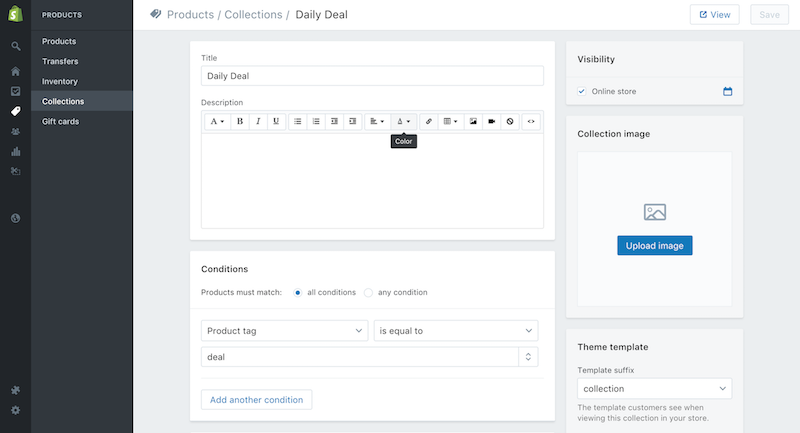 PRODUCTS
Products
Transfers
Inventory
Collections
Gift cards
Products / Collections / Daily Deal
View
Save
Title
Daily Deal
Description
A
B
I
U
A
<>
Color
Conditions
Products must match:
all conditions
any condition
Product tag
is equal to
deal
Add another condition
Visibility
Online store
Collection image
Upload image
Theme template
Template suffix
collection
The template customers see when
viewing this collection in your store.